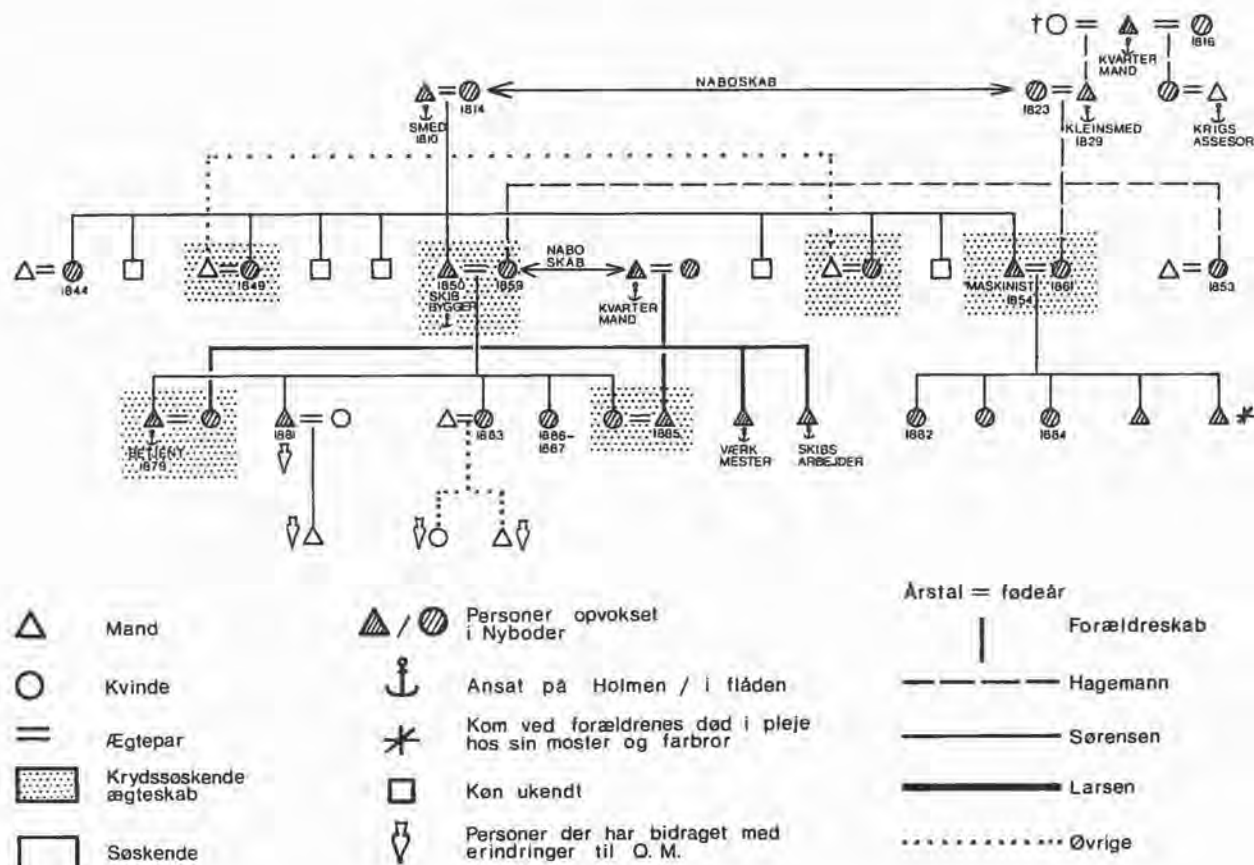 1816
KVARTER
MAND
NABOSKAB
1814
1823
SMED
1810
KLEINSMED
1829
KRIGS
ASSESOR
NABO
SKAB
1844
1849
1850
SKIB
BYGGER
1859
KVARTER
MAND
MASKINIST
1854
1861
1853
BETJENT
1879
1881
1883
1886-
1867
1885
VÆRK
MESTER
SKIBS
ARBEJDER
1882
1884
Mand
Kvinde
Ægtepar
Krydssøskende
ægteskab
Søskende
/ Personer opvokset
i Nyboder
Ansat på Holmen / i flåden
Kom ved forældrenes død i pleje
hos sin moster og farbror
Køn ukendt
Personer der har bidraget med
erindringer til O. M.
Årstal = fødeår
Forældreskab
Hagemann
Sørensen
Larsen
Øvrige